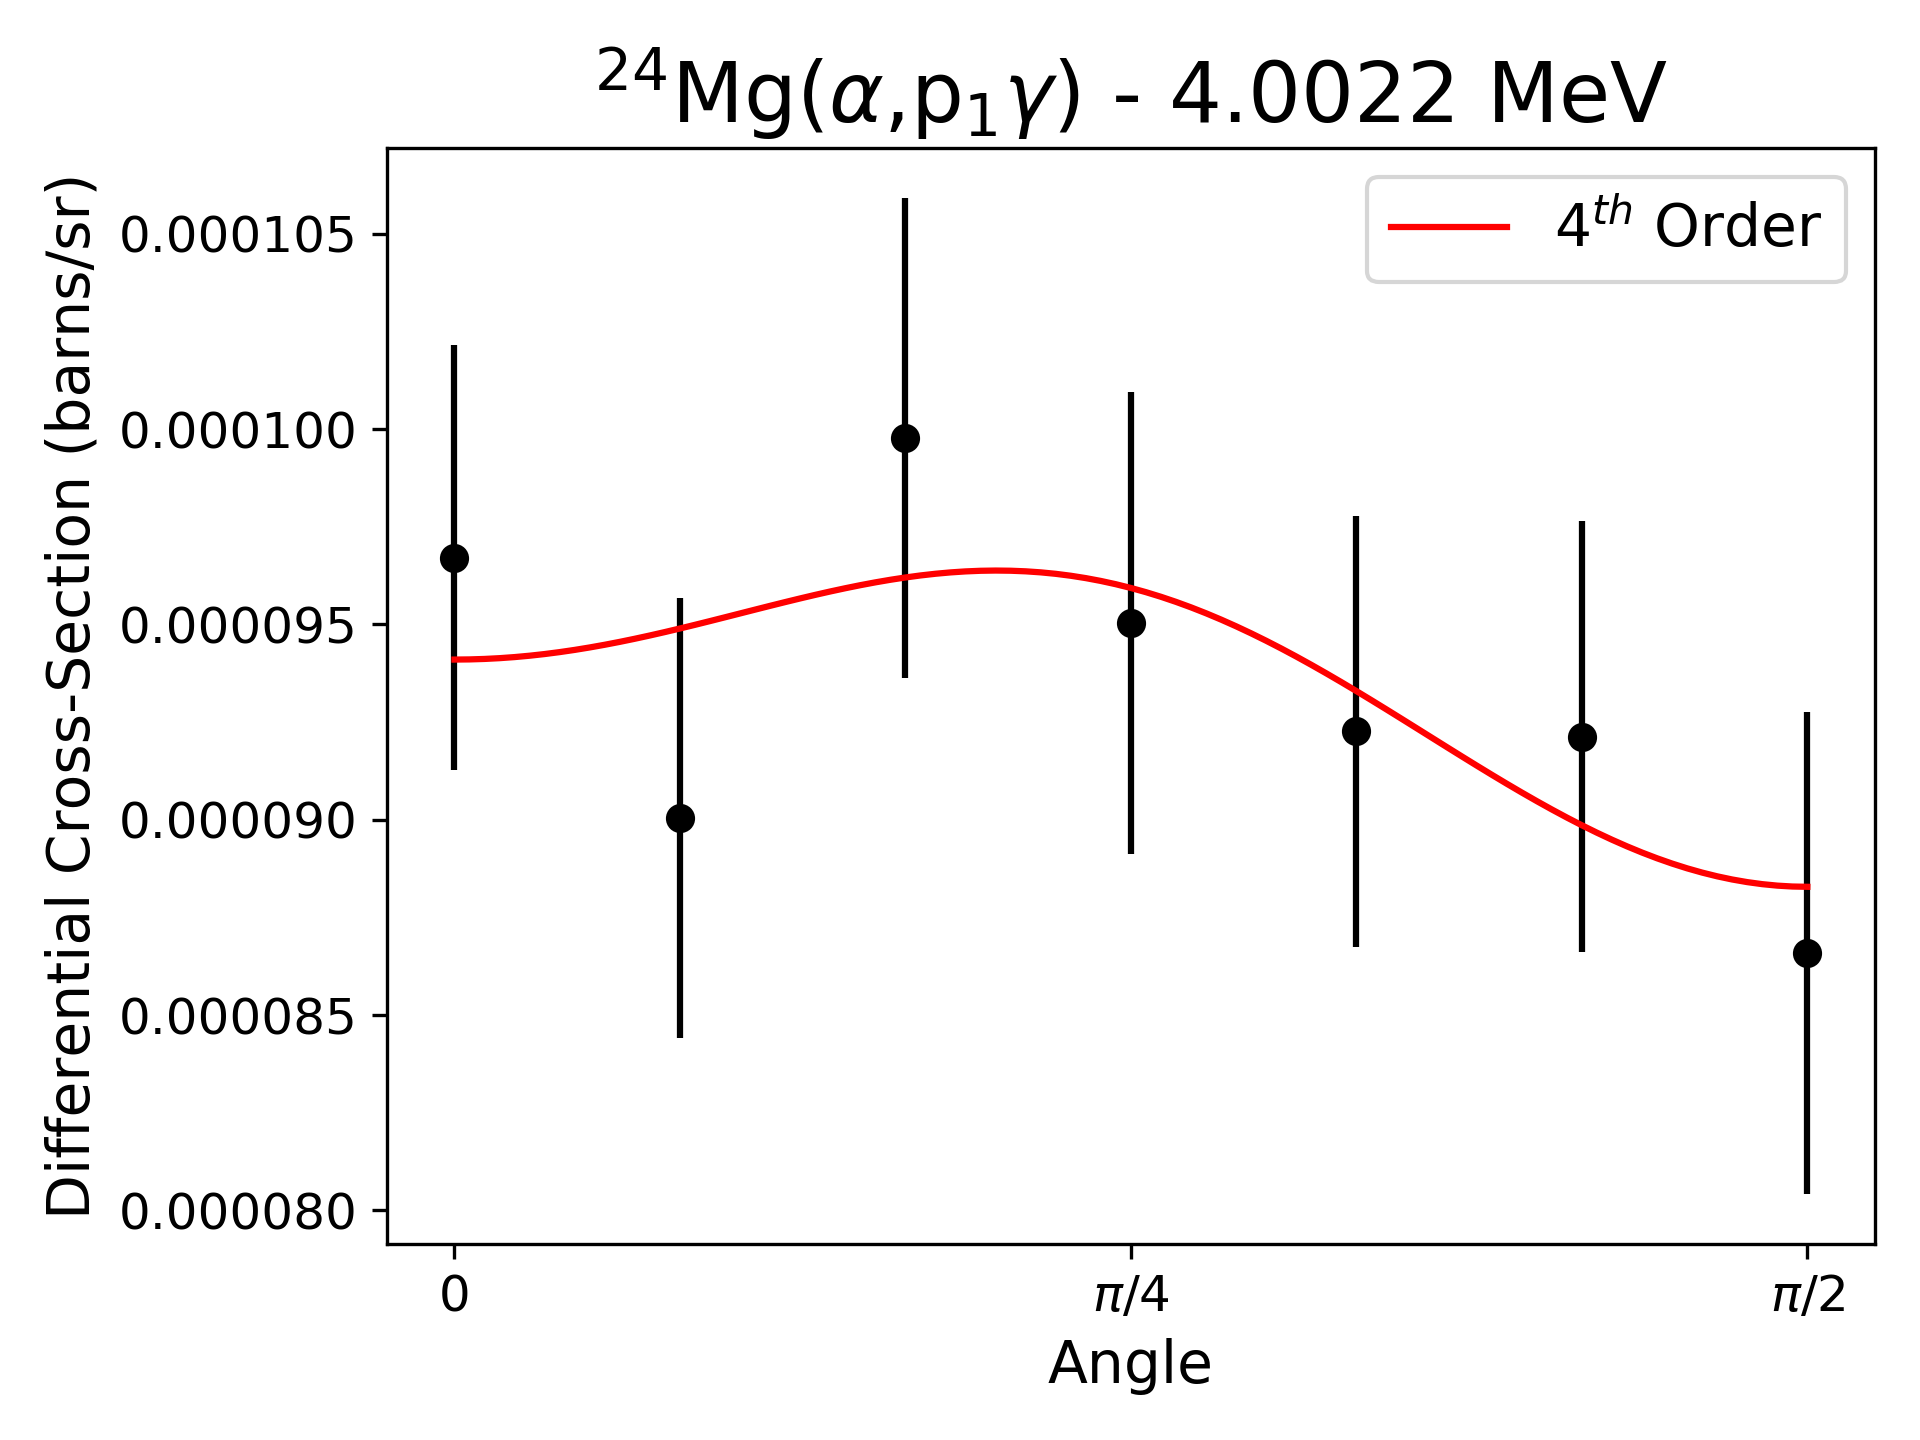 ²⁴Mg(α,p₁γ) - 4.0022 MeV
4ᵗʰ Order
Differential Cross-Section (barns/sr)
0.000105
0.000100
0.000095
0.000090
0.000085
0.000080
0 π/4 π/2
Angle